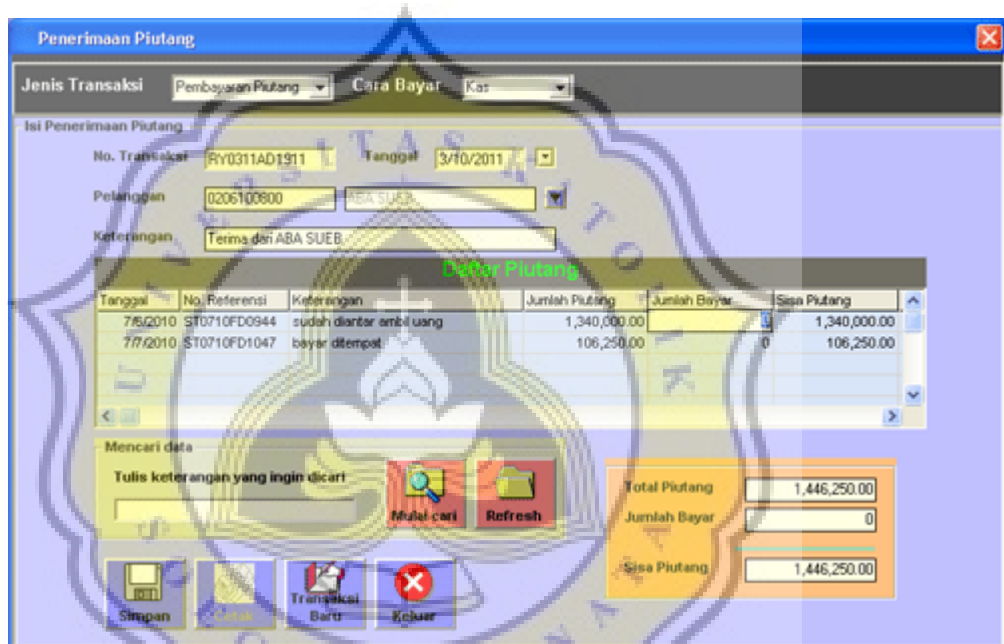 Penerimaan Piutang
Jenis Transaksi Pembayaran Piutang Cara Bayar Kas
Isi Penerimaan Piutang
No. Transaksi RY0311AD1911 Tanggal 3/10/2011
Pelanggan 0206100800 ABA SUEB
Keterangan Terima dari ABA SUEB
Daftar Piutang
Tanggal No. Referensi Keterangan Jumlah Piutang Jumlah Bayar Sisa Piutang
7/6/2010 ST0710FD0944 sudah diantar ambil uang 1,340,000.00 0 1,340,000.00
7/7/2010 ST0710FD1047 bayar ditempat 106,250.00 0 106,250.00
Mencari data
Tulis keterangan yang ingin dicari
Mulai cari Refresh
Total Piutang 1,446,250.00
Jumlah Bayar 0
Sisa Piutang 1,446,250.00
Simpan Cetak Transaksi Baru Keluar